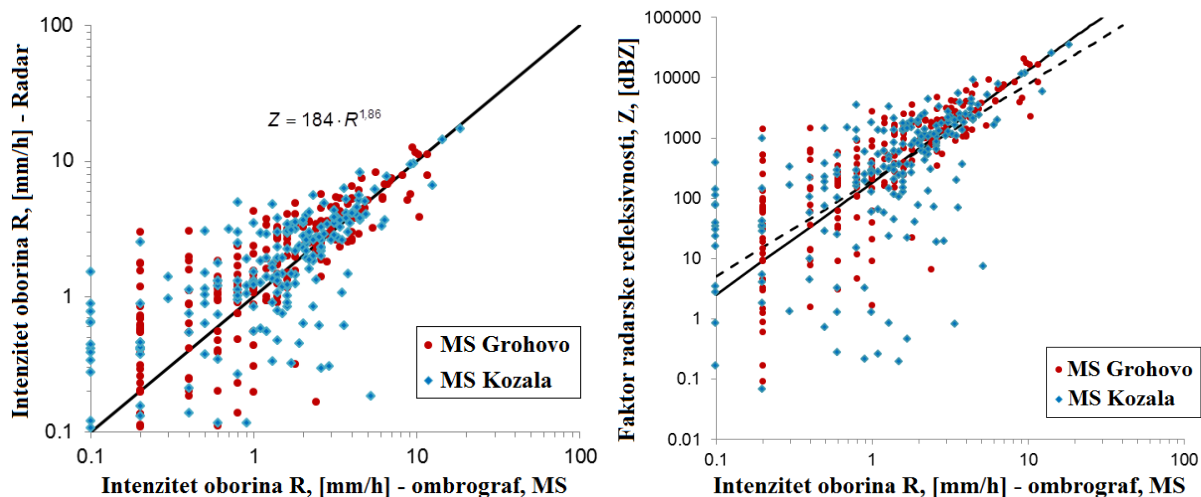 Intenzitet oborina R, [mm/h] - Radar
100
10
1
0.1
Z = 184 · R^1,86
MS Grohovo
MS Kozala
0.1
1
10
100
Intenzitet oborina R, [mm/h] - ombrograf, MS
Faktor radarske refleksivnosti, Z, [dBZ]
100000
10000
1000
100
10
1
0.1
0.01
MS Grohovo
MS Kozala
0.1
1
10
100
Intenzitet oborina R, [mm/h] - ombrograf, MS